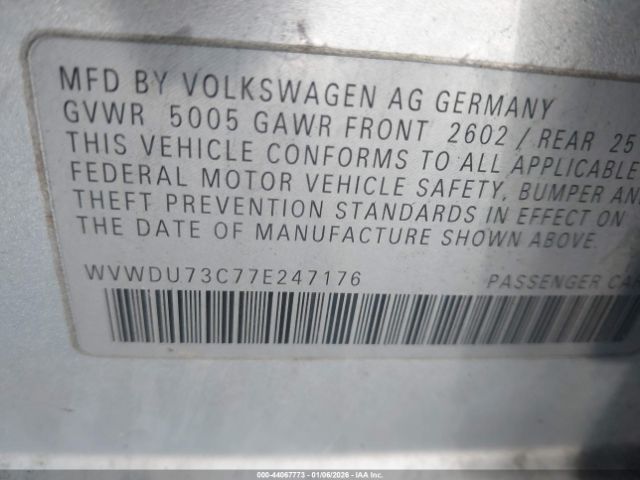 MFD BY VOLKSWAGEN AG GERMANY
GVWR 5005 GAWR FRONT 2602 / REAR 25
THIS VEHICLE CONFORMS TO ALL APPLICABLE
FEDERAL MOTOR VEHICLE SAFETY, BUMPER AN
THEFT PREVENTION STANDARDS IN EFFECT ON
THE DATE OF MANUFACTURE SHOWN ABOVE.
WVWDU73C77E247176 PASSENGER CA
000-44067773 - 01/06/2026 - IAA Inc.